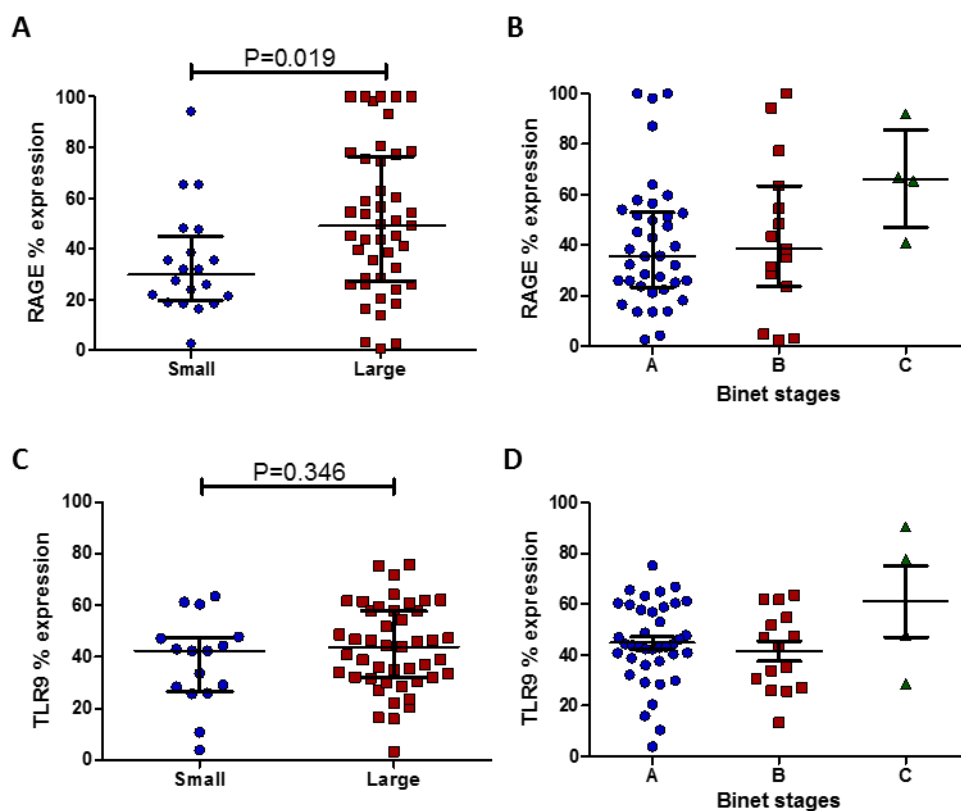 A
P=0.019
RAGE % expression
100
80
60
40
20
0
Small Large
B
RAGE % expression
100
80
60
40
20
0
A B C
Binet stages
C
P=0.346
TLR9 % expression
100
80
60
40
20
0
Small Large
D
TLR9 % expression
100
80
60
40
20
0
A B C
Binet stages